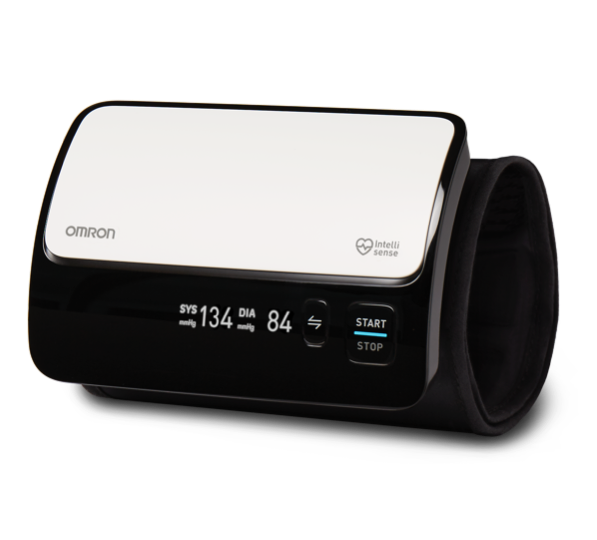 OMRON
Intelli
sense
SYS
mmHg
134
DIA
mmHg
84
START
STOP